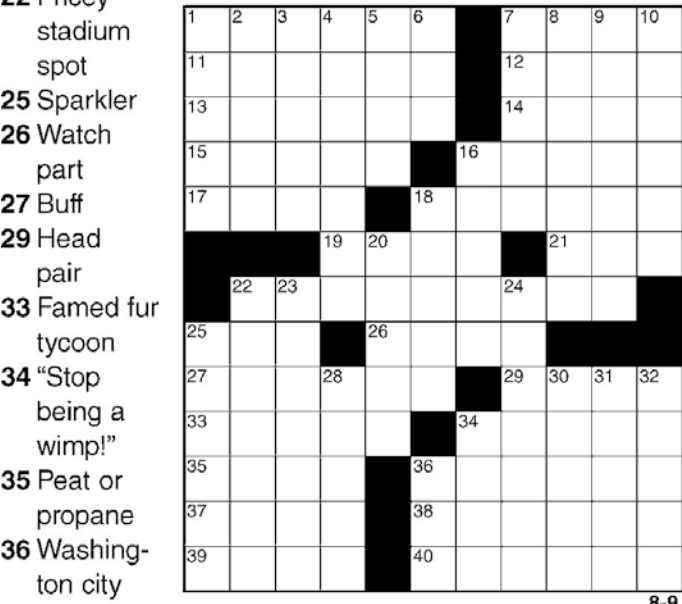 22 Pricey
stadium
spot
25 Sparkler
26 Watch
part
27 Buff
29 Head
pair
33 Famed fur
tycoon
34 “Stop
being a
wimp!”
35 Peat or
propane
36 Washing-
ton city
1 2 3 4 5 6 7 8 9 10
11 12
13 14
15 16
17 18
19 20 21
22 23 24
25 26
27 28 29 30 31 32
33 34
35 36
37 38
39 40
8-9